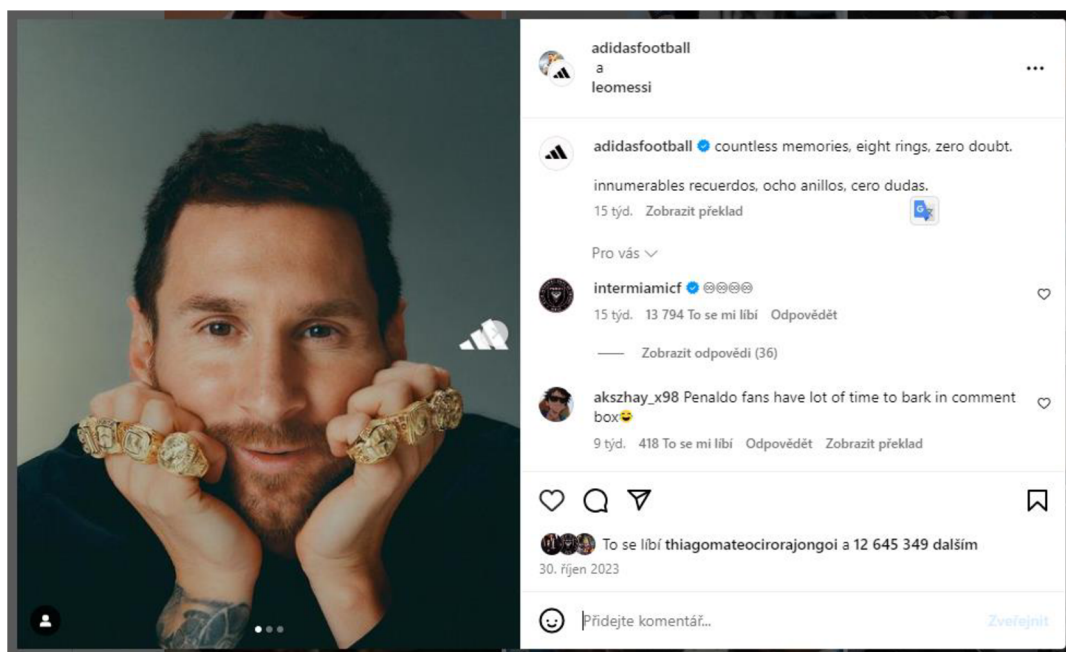 adidasfootball
a
leomessi
adidasfootball countless memories, eight rings, zero doubt.
innumerables recuerdos, ocho anillos, cero dudas.
15 týd. Zobrazit překlad
Pro vás
intermiamicf ♾♾♾♾
15 týd. 13 794 To se mi líbí Odpovědět
Zobrazit odpovědi (36)
akszhay_x98 Penaldo fans have lot of time to bark in comment
box😂
9 týd. 418 To se mi líbí Odpovědět Zobrazit překlad
To se líbí thiagomateocirorajongoi a 12 645 349 dalším
30. říjen 2023
Přidejte komentář...
Zveřejnit